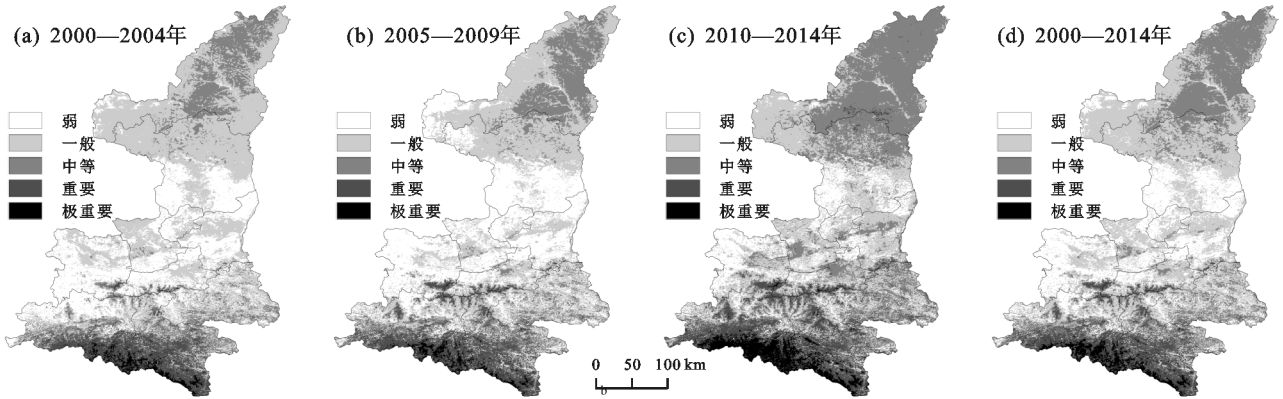 (a) 2000—2004年
弱
一般
中等
重要
极重要
(b) 2005—2009年
弱
一般
中等
重要
极重要
(c) 2010—2014年
弱
一般
中等
重要
极重要
(d) 2000—2014年
弱
一般
中等
重要
极重要
0 50 100 km
b